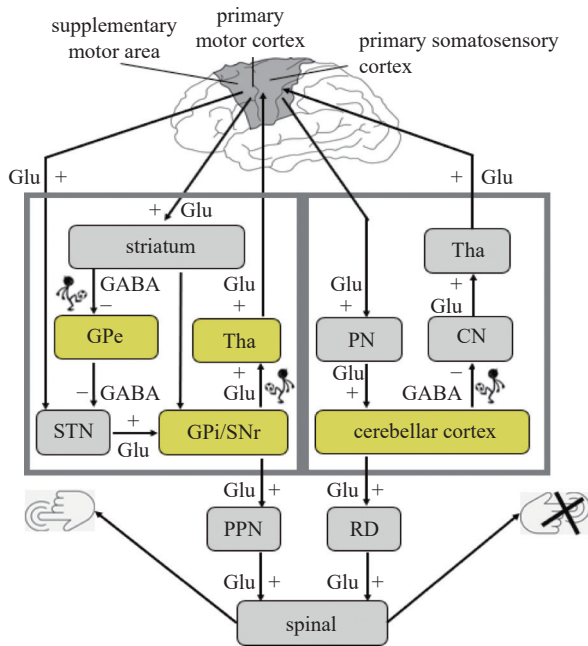 supplementary
motor area
primary
motor cortex
primary somatosensory
cortex
Glu +
+ Glu
+ Glu
striatum
GABA
−
GPe
− GABA
STN
+
Glu
GPi/SNr
Glu
+
Tha
+
Glu
Glu
+
PN
Glu
+
Tha
+
Glu
CN
GABA −
cerebellar cortex
Glu +
Glu +
PPN
RD
Glu +
Glu +
spinal